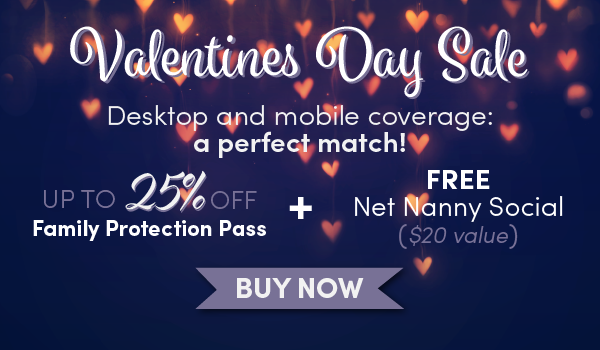 Valentines Day Sale
Desktop and mobile coverage:
a perfect match!
UP TO 25% OFF
Family Protection Pass
+
FREE
Net Nanny Social
($20 value)
BUY NOW